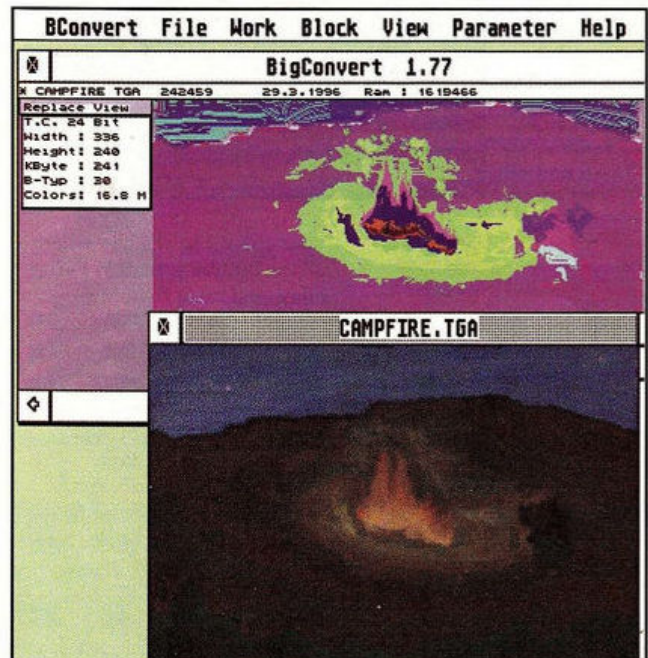 BConvert File Work Block View Parameter Help
BigConvert 1.77
CAMPFIRE TGA 242459 29.3.1996 Ram : 1619466
Replace View
T.C. 24 Bit
Width : 336
Height: 240
KByte : 241
B-Typ : 30
Colors: 16.8 M
CAMPFIRE.TGA